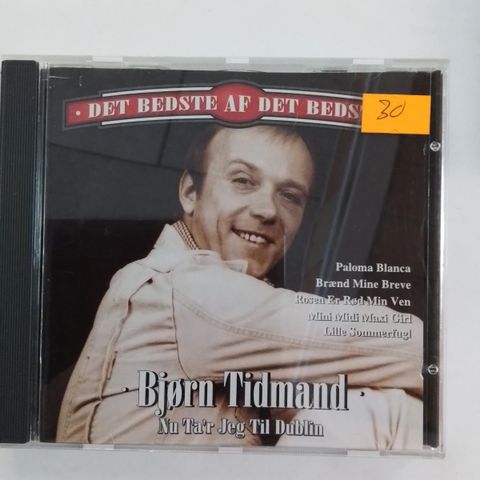 · DET BEDSTE AF DET BEDS
30
Paloma Blanca
Brænd Mine Breve
Rosen Er Rød Min Ven
Mini Midi Maxi Girl
Lille Sommerfugl
· Bjørn Tidmand ·
Nu Ta'r Jeg Til Dublin